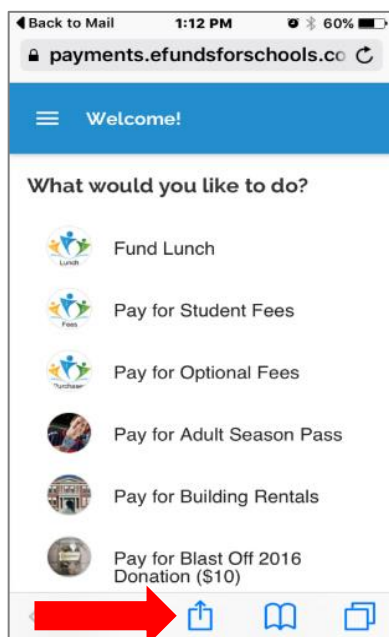 Back to Mail 1:12 PM 60%
payments.efundsforschools.co
Welcome!
What would you like to do?
Lunch
Fund Lunch
Fees
Pay for Student Fees
Purchases
Pay for Optional Fees
Pay for Adult Season Pass
Pay for Building Rentals
Pay for Blast Off 2016
Donation ($10)